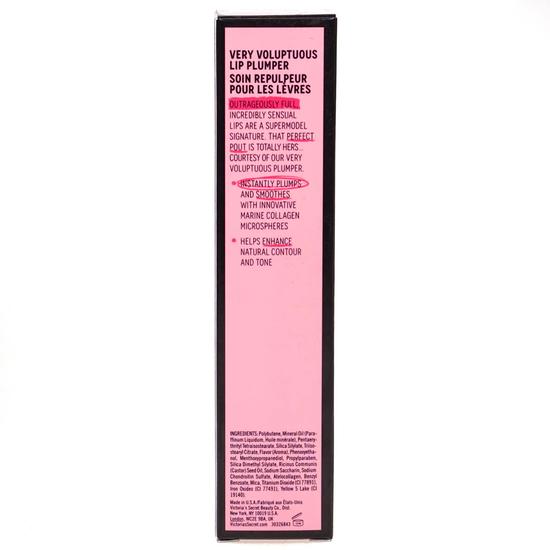 VERY VOLUPTUOUS
LIP PLUMPER
SOIN REPULPEUR
POUR LES LÈVRES
OUTRAGEOUSLY FULL,
INCREDIBLY SENSUAL
LIPS ARE A SUPERMODEL
SIGNATURE. THAT PERFECT
POUT IS TOTALLY HERS...
COURTESY OF OUR VERY
VOLUPTUOUS PLUMPER.
• INSTANTLY PLUMPS
AND SMOOTHES
WITH INNOVATIVE
MARINE COLLAGEN
MICROSPHERES
• HELPS ENHANCE
NATURAL CONTOUR
AND TONE
INGREDIENTS: Polybutene, Mineral Oil (Para-
ffinum Liquidum, Huile minérale), Pentaery-
thrityl Tetraisostearate, Silica Silylate, Triiso-
stearyl Citrate, Flavor (Aroma), Phenoxyetha-
nol, Menthoxypropanediol, Propylparaben,
Silica Dimethyl Silylate, Ricinus Communis
(Castor) Seed Oil, Sodium Saccharin, Sodium
Chondroitin Sulfate, Atelocollagen, Benzyl
Benzoate, Mica, Titanium Dioxide (CI 77891),
Iron Oxides (CI 77491), Yellow 5 Lake (CI
19140).
Made in U.S.A./Fabriqué aux États-Unis
Victoria's Secret Beauty Co., Dist.
New York, NY 10019 U.S.A.
London, WC2E 9BA, UK
VictoriasSecret.com 30326843